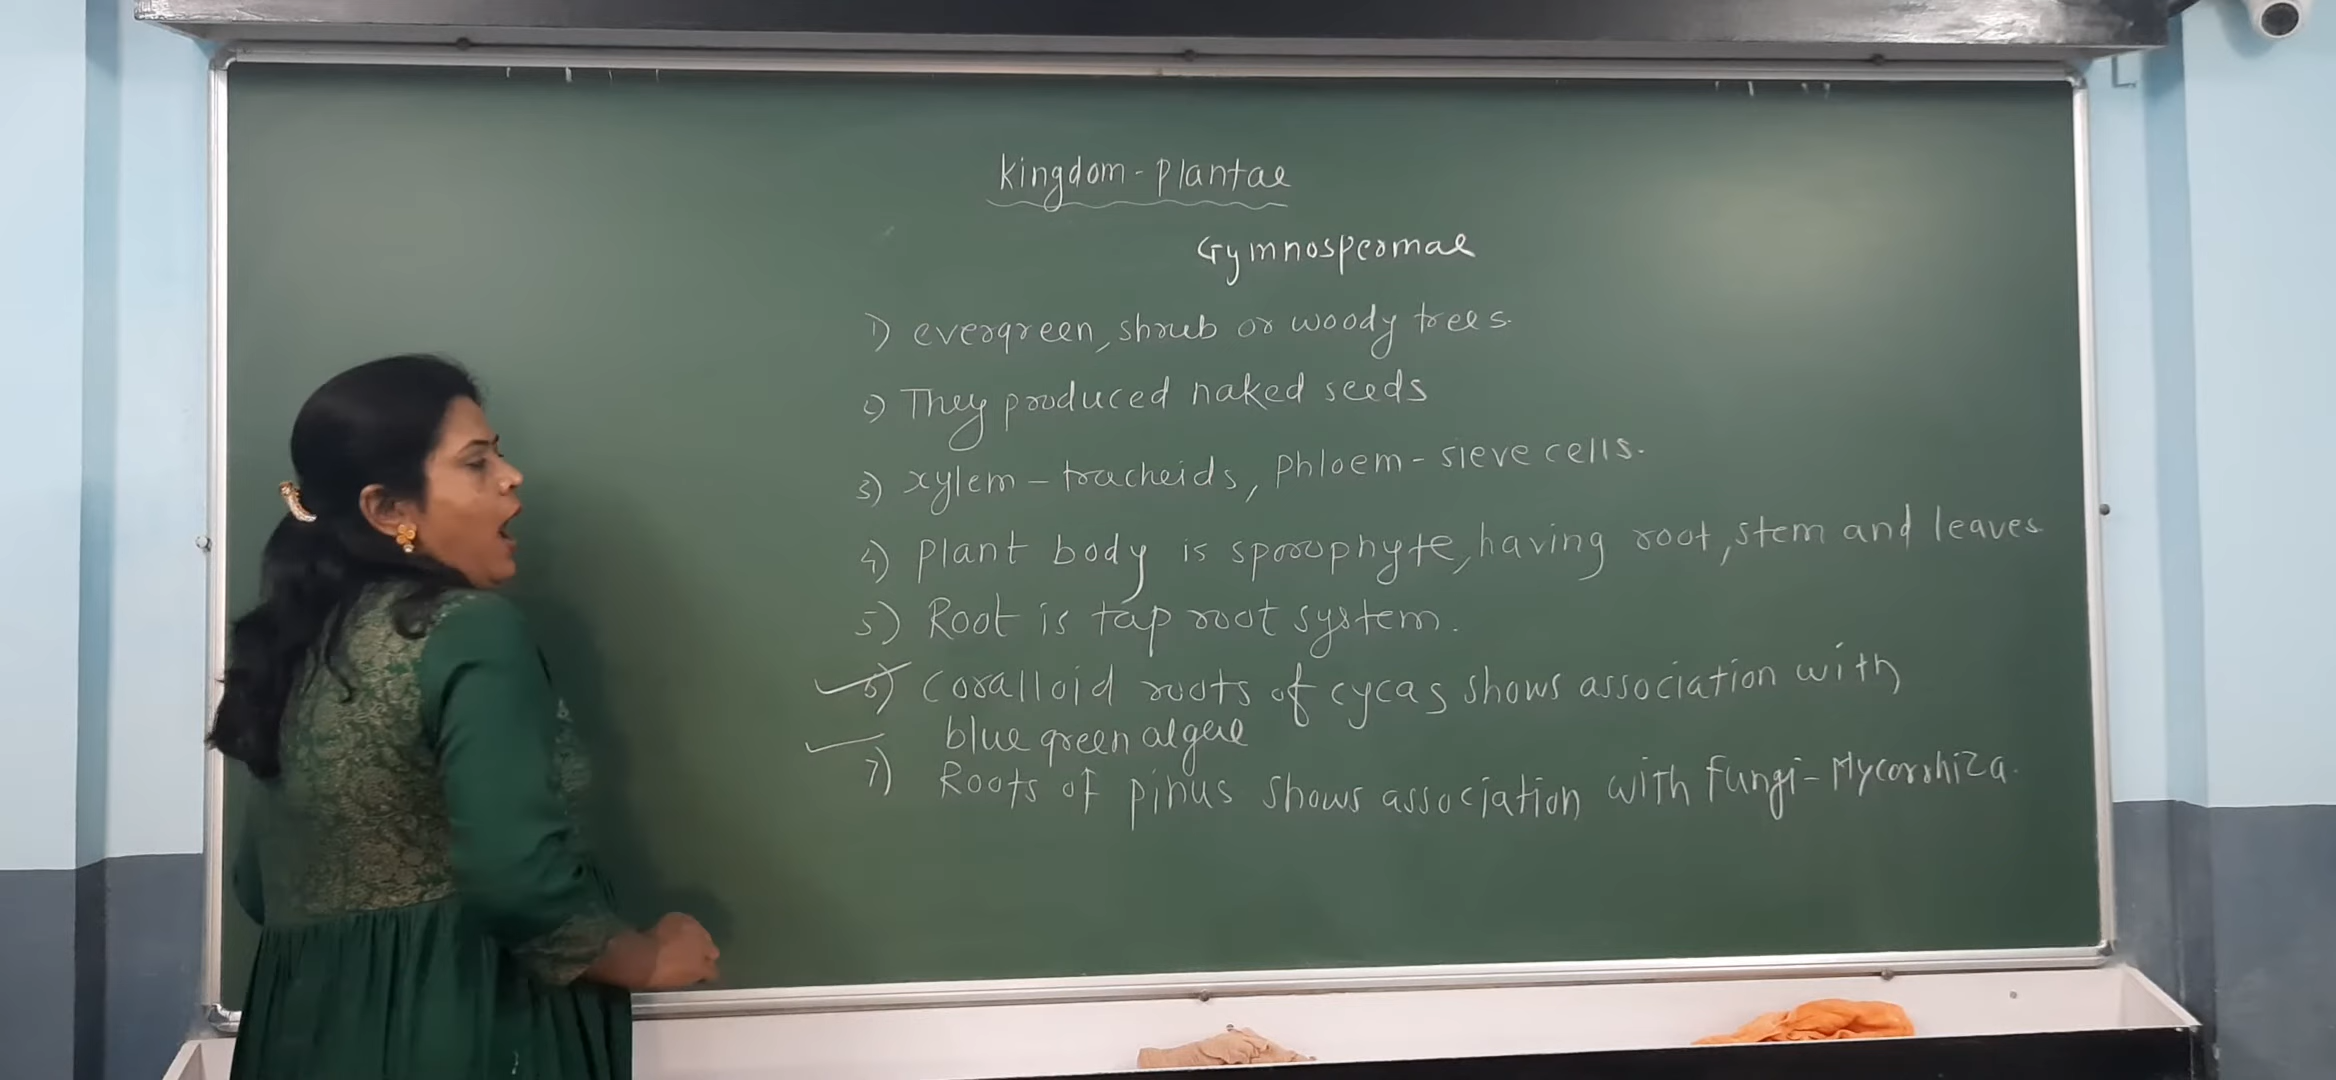 Kingdom - Plantae
Gymnospermae
1) evergreen, shrub or woody trees.
2) They produced naked seeds
3) xylem - tracheids, Phloem - sieve cells.
4) Plant body is sporophyte, having root, stem and leaves
5) Root is tap root system.
6) Coralloid roots of cycas shows association with
blue green algae
7) Roots of pinus shows association with Fungi - Mycorrhiza.